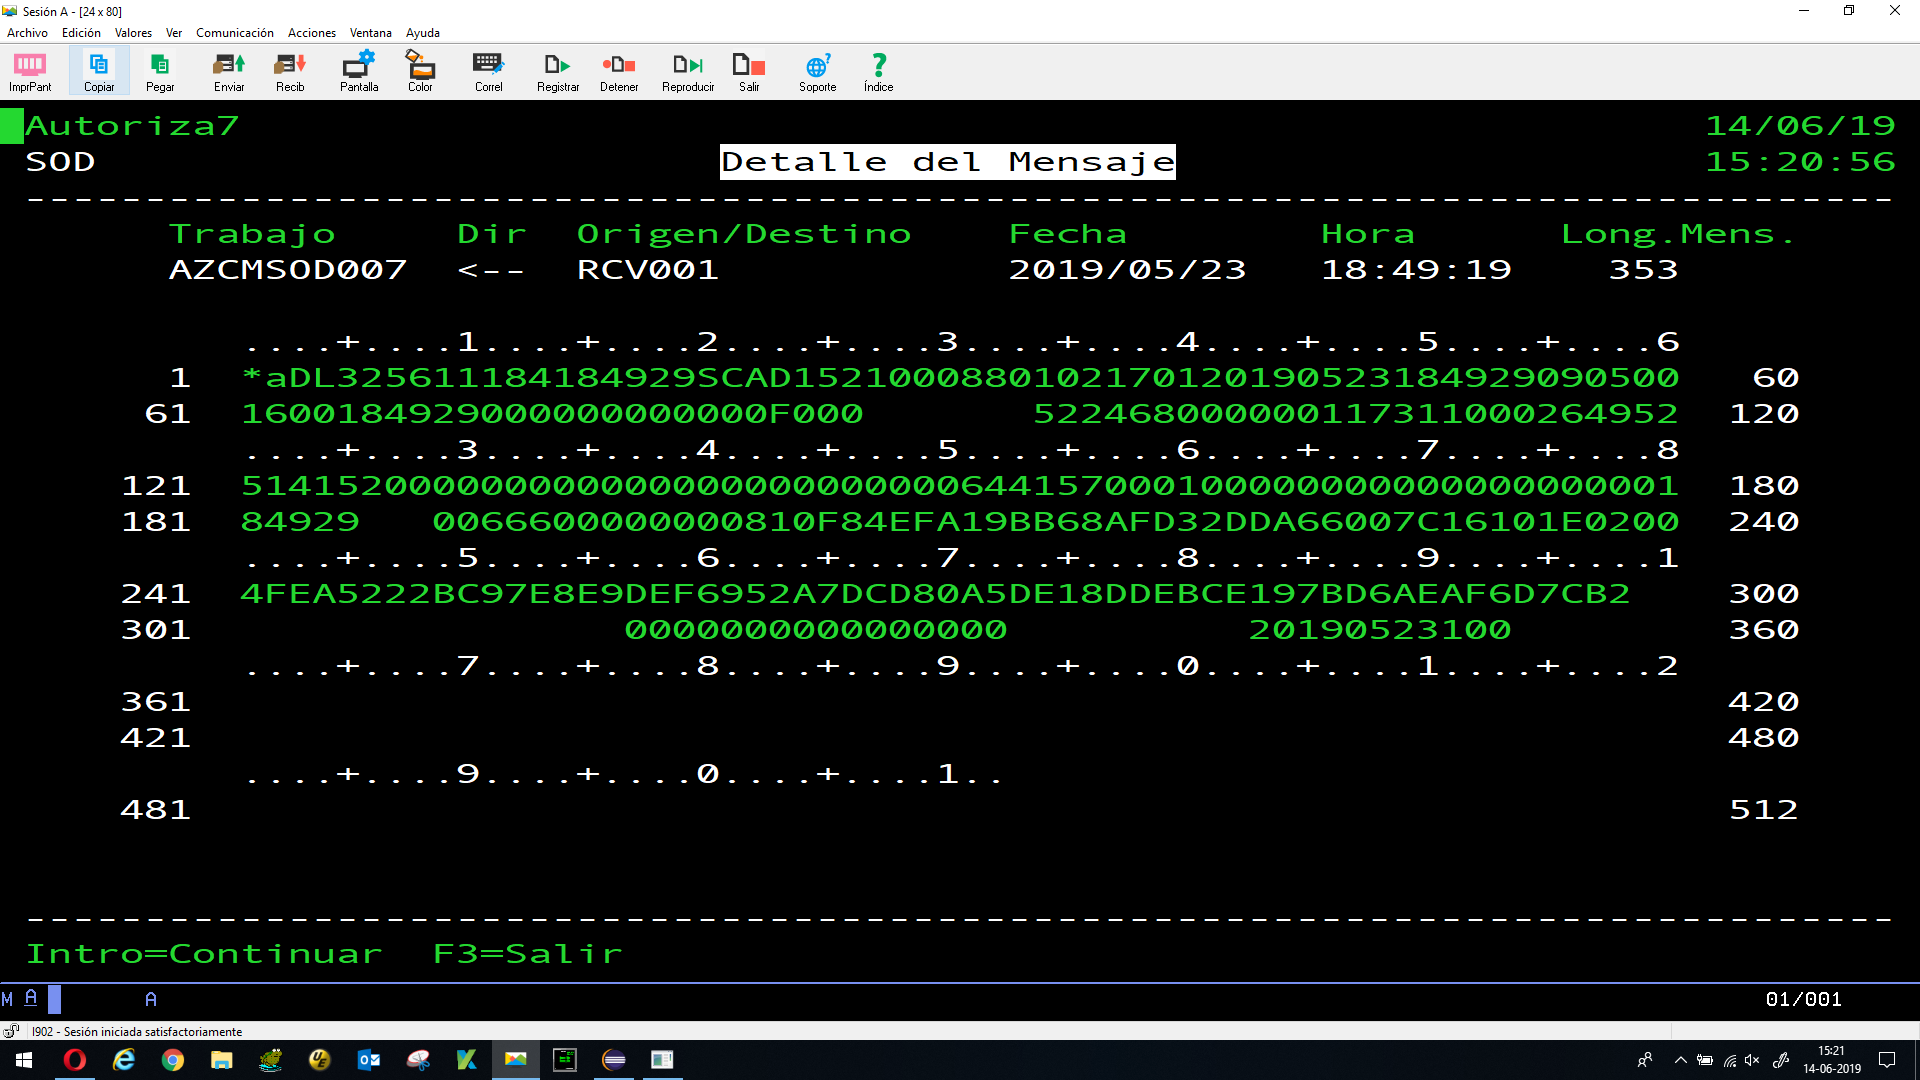 Sesión A - [24 x 80]
Archivo Edición Valores Ver Comunicación Acciones Ventana Ayuda
ImprPant Copiar Pegar Enviar Recib Pantalla Color Correl Registrar Detener Reproducir Salir Soporte Índice
Autoriza7 14/06/19
SOD Detalle del Mensaje 15:20:56
------------------------------------------------------------------------------
Trabajo Dir Origen/Destino Fecha Hora Long.Mens.
AZCMSOD007 <-- RCV001 2019/05/23 18:49:19 353
....+....1....+....2....+....3....+....4....+....5....+....6
1 *aDL325611184184929SCAD1521000880102170120190523184929090500 60
61 16001849290000000000000F000 522468000000117311000264952 120
....+....3....+....4....+....5....+....6....+....7....+....8
121 514152000000000000000000000000644157000100000000000000000001 180
181 84929 0066600000000810F84EFA19BB68AFD32DDA66007C16101E0200 240
....+....5....+....6....+....7....+....8....+....9....+....1
241 4FEA5222BC97E8E9DEF6952A7DCD80A5DE18DDEBCE197BD6AEAF6D7CB2 300
301 0000000000000000 20190523100 360
....+....7....+....8....+....9....+....0....+....1....+....2
361 420
421 480
....+....9....+....0....+....1..
481 512
------------------------------------------------------------------------------
Intro=Continuar F3=Salir
M A A 01/001
I902 - Sesión iniciada satisfactoriamente
15:21
14-06-2019